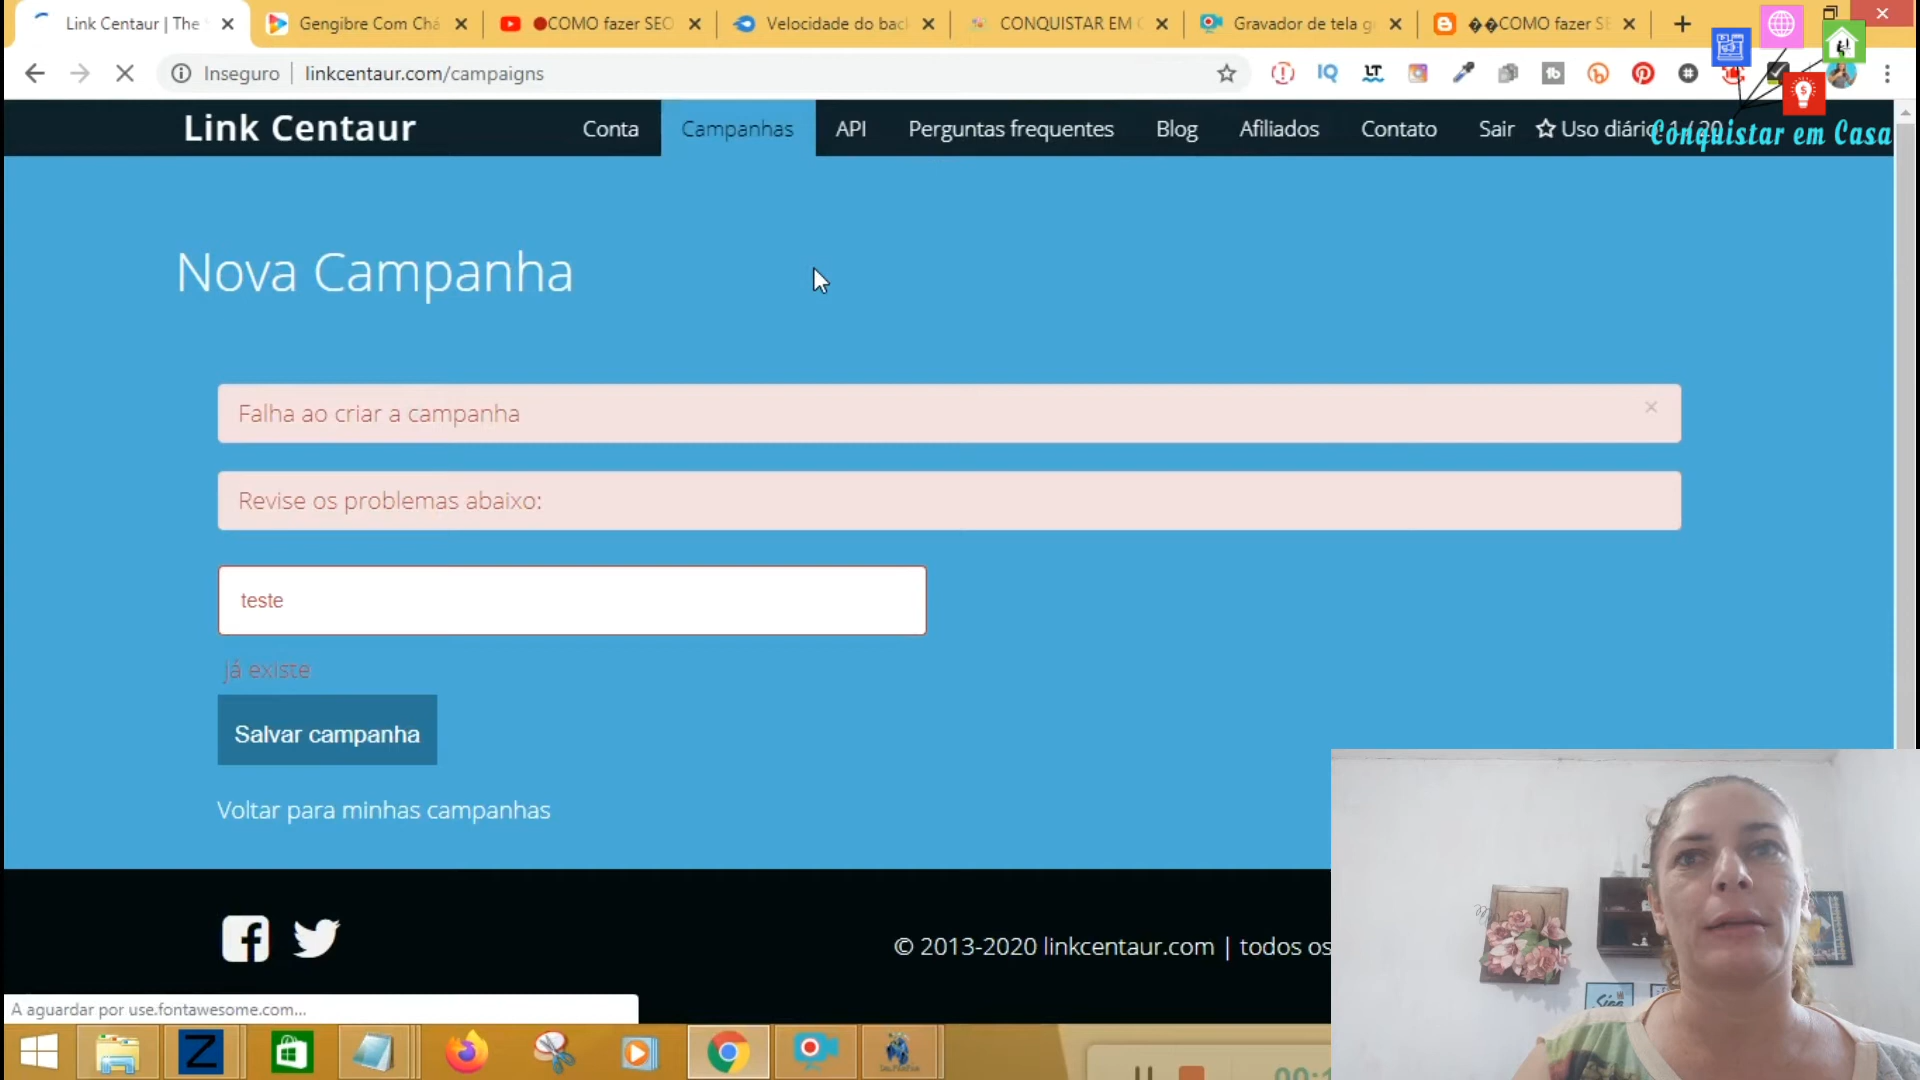 Link Centaur | The
Gengibre Com Chá
COMO fazer SEO
Velocidade do bac
CONQUISTAR EM
Gravador de tela g
��COMO fazer SE
Inseguro
linkcentaur.com/campaigns
Link Centaur
Conta
Campanhas
API
Perguntas frequentes
Blog
Afiliados
Contato
Sair
Uso diário: 1 / 20
Conquistar em Casa
Nova Campanha
Falha ao criar a campanha
×
Revise os problemas abaixo:
teste
já existe
Salvar campanha
Voltar para minhas campanhas
© 2013-2020 linkcentaur.com | todos os
A aguardar por use.fontawesome.com...